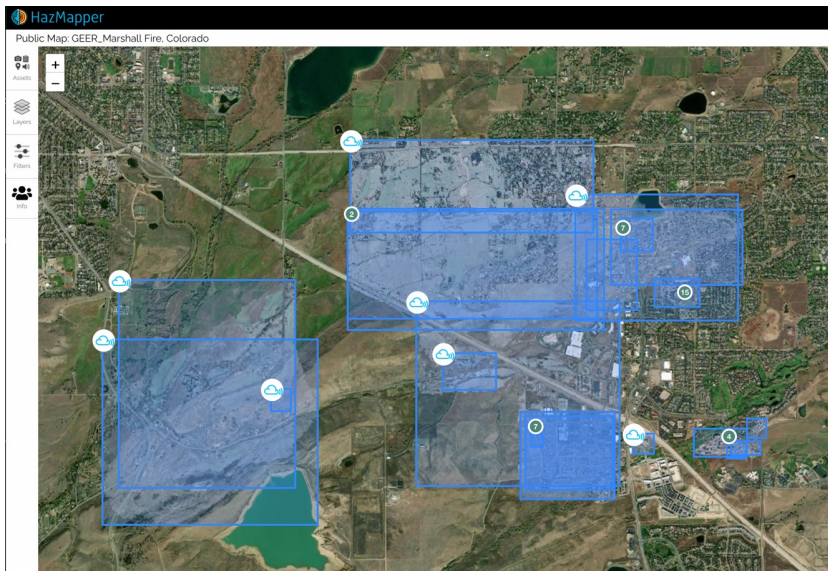 HazMapper
Public Map: GEER_Marshall Fire, Colorado
Assets
Layers
Filters
Info
+
−
2
7
15
7
4